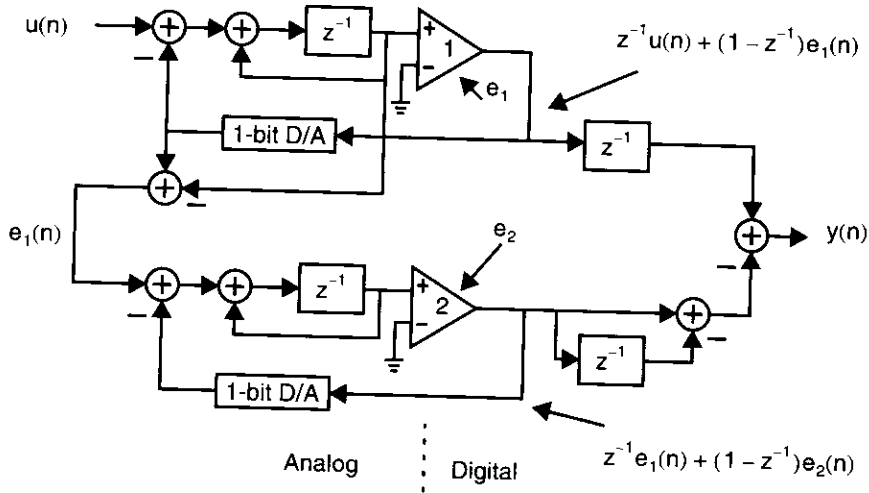 u(n)
+
+
z⁻¹
+
1
−
−
e₁
z⁻¹u(n) + (1 − z⁻¹)e₁(n)
1-bit D/A
z⁻¹
+
−
e₁(n)
+
y(n)
−
e₂
+
+
z⁻¹
+
2
−
−
+
−
z⁻¹
1-bit D/A
Analog
Digital
z⁻¹e₁(n) + (1 − z⁻¹)e₂(n)